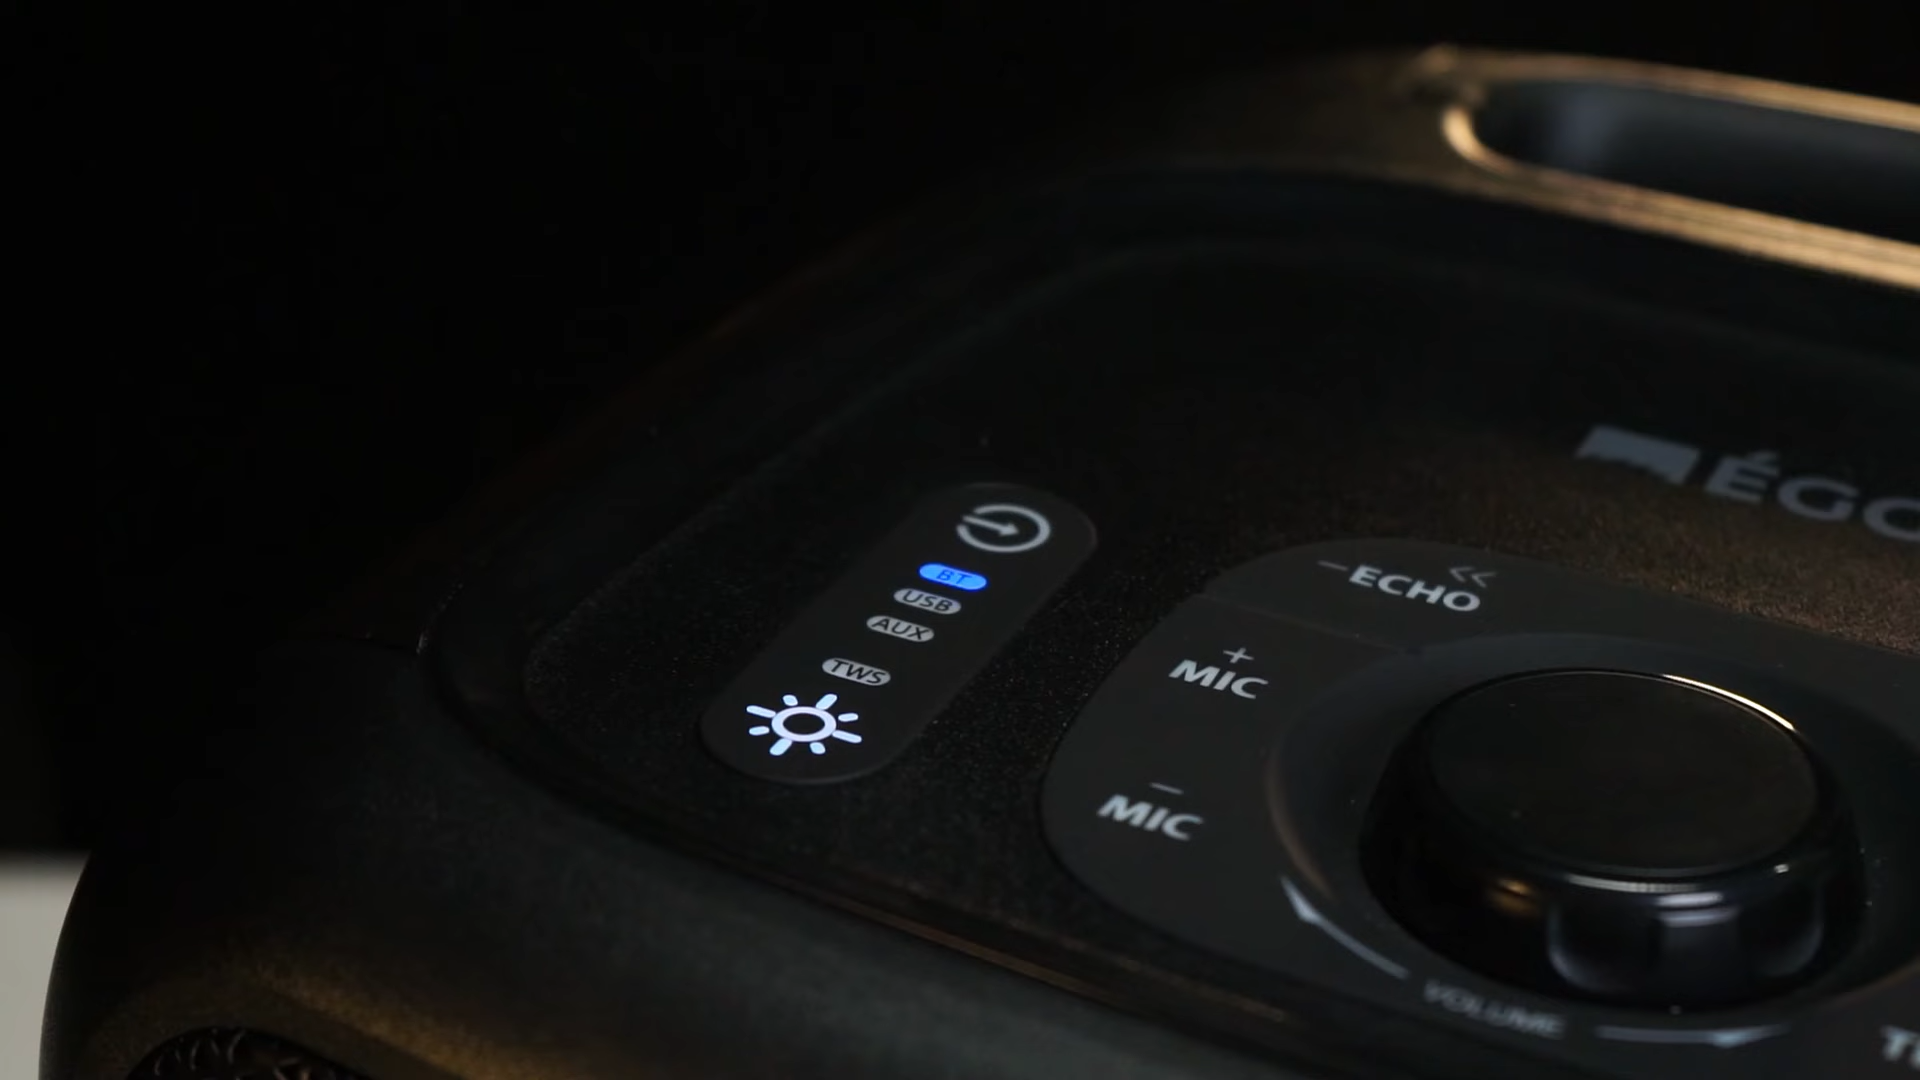 ÉGO
BT
USB
AUX
TWS
− ECHO <<
+
MIC
−
MIC
VOLUME